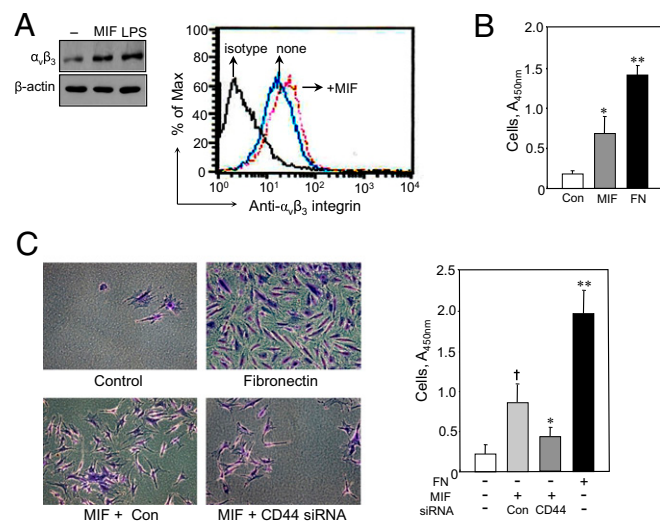 A
– MIF LPS
αvβ3
β-actin
% of Max
100
80
60
40
20
0
isotype
none
+MIF
10⁰ 10¹ 10² 10³ 10⁴
Anti-αvβ3 integrin
B
Cells, A450nm
2.0
1.5
1.0
0.5
0
*
**
Con MIF FN
C
Control
Fibronectin
MIF + Con
MIF + CD44 siRNA
Cells, A450nm
2.5
2.0
1.5
1.0
0.5
0
†
*
**
FN - - - +
MIF - + + -
siRNA - Con CD44 -